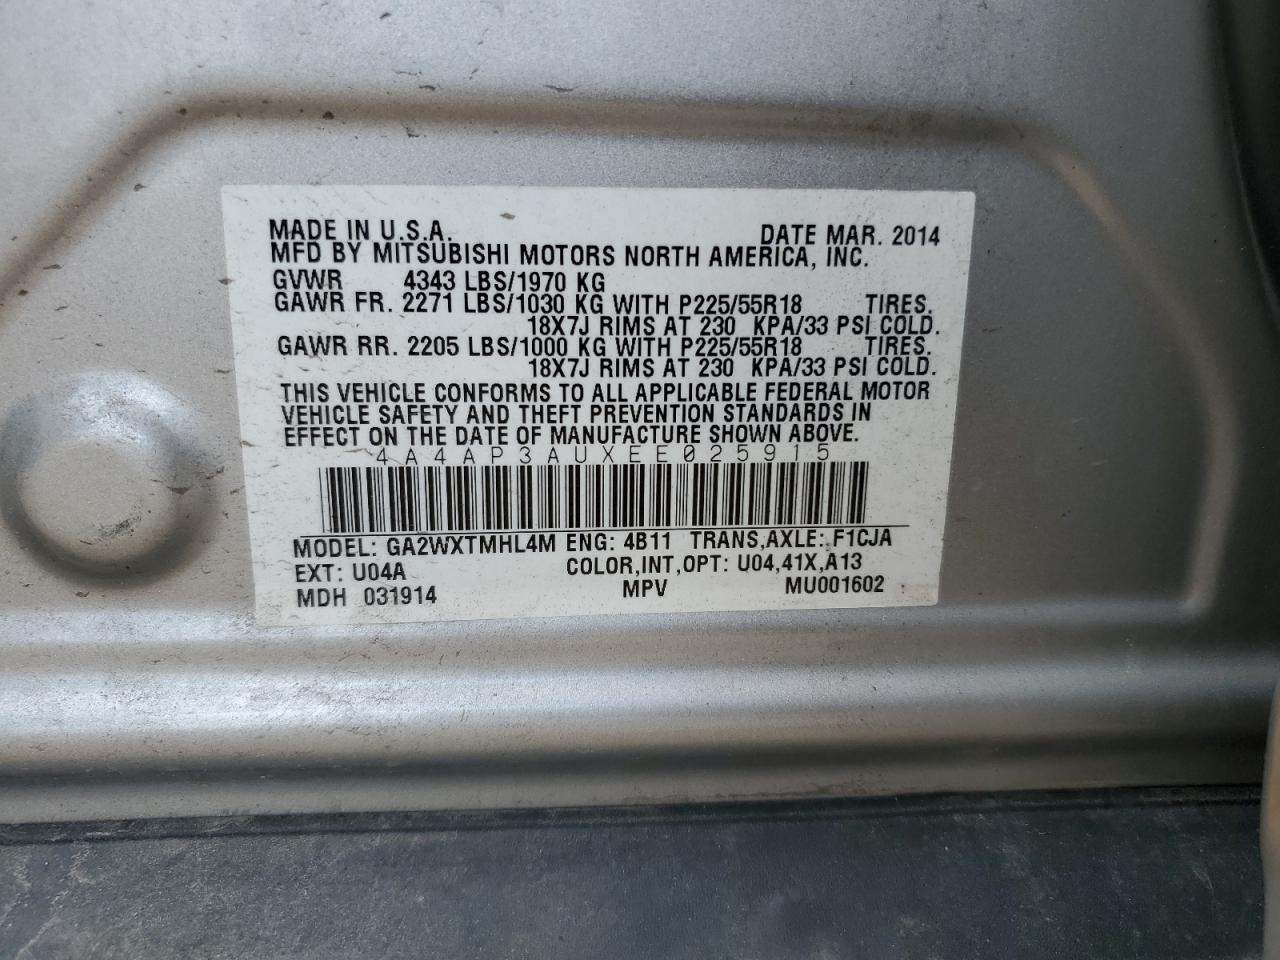 MADE IN U.S.A. DATE MAR. 2014
MFD BY MITSUBISHI MOTORS NORTH AMERICA, INC.
GVWR 4343 LBS/1970 KG
GAWR FR. 2271 LBS/1030 KG WITH P225/55R18 TIRES.
18X7J RIMS AT 230 KPA/33 PSI COLD.
GAWR RR. 2205 LBS/1000 KG WITH P225/55R18 TIRES.
18X7J RIMS AT 230 KPA/33 PSI COLD.
THIS VEHICLE CONFORMS TO ALL APPLICABLE FEDERAL MOTOR
VEHICLE SAFETY AND THEFT PREVENTION STANDARDS IN
EFFECT ON THE DATE OF MANUFACTURE SHOWN ABOVE.
4A4AP3AUXEE025915
MODEL: GA2WXTMHL4M ENG: 4B11 TRANS,AXLE: F1CJA
EXT: U04A COLOR,INT,OPT: U04,41X,A13
MDH 031914 MPV MU001602